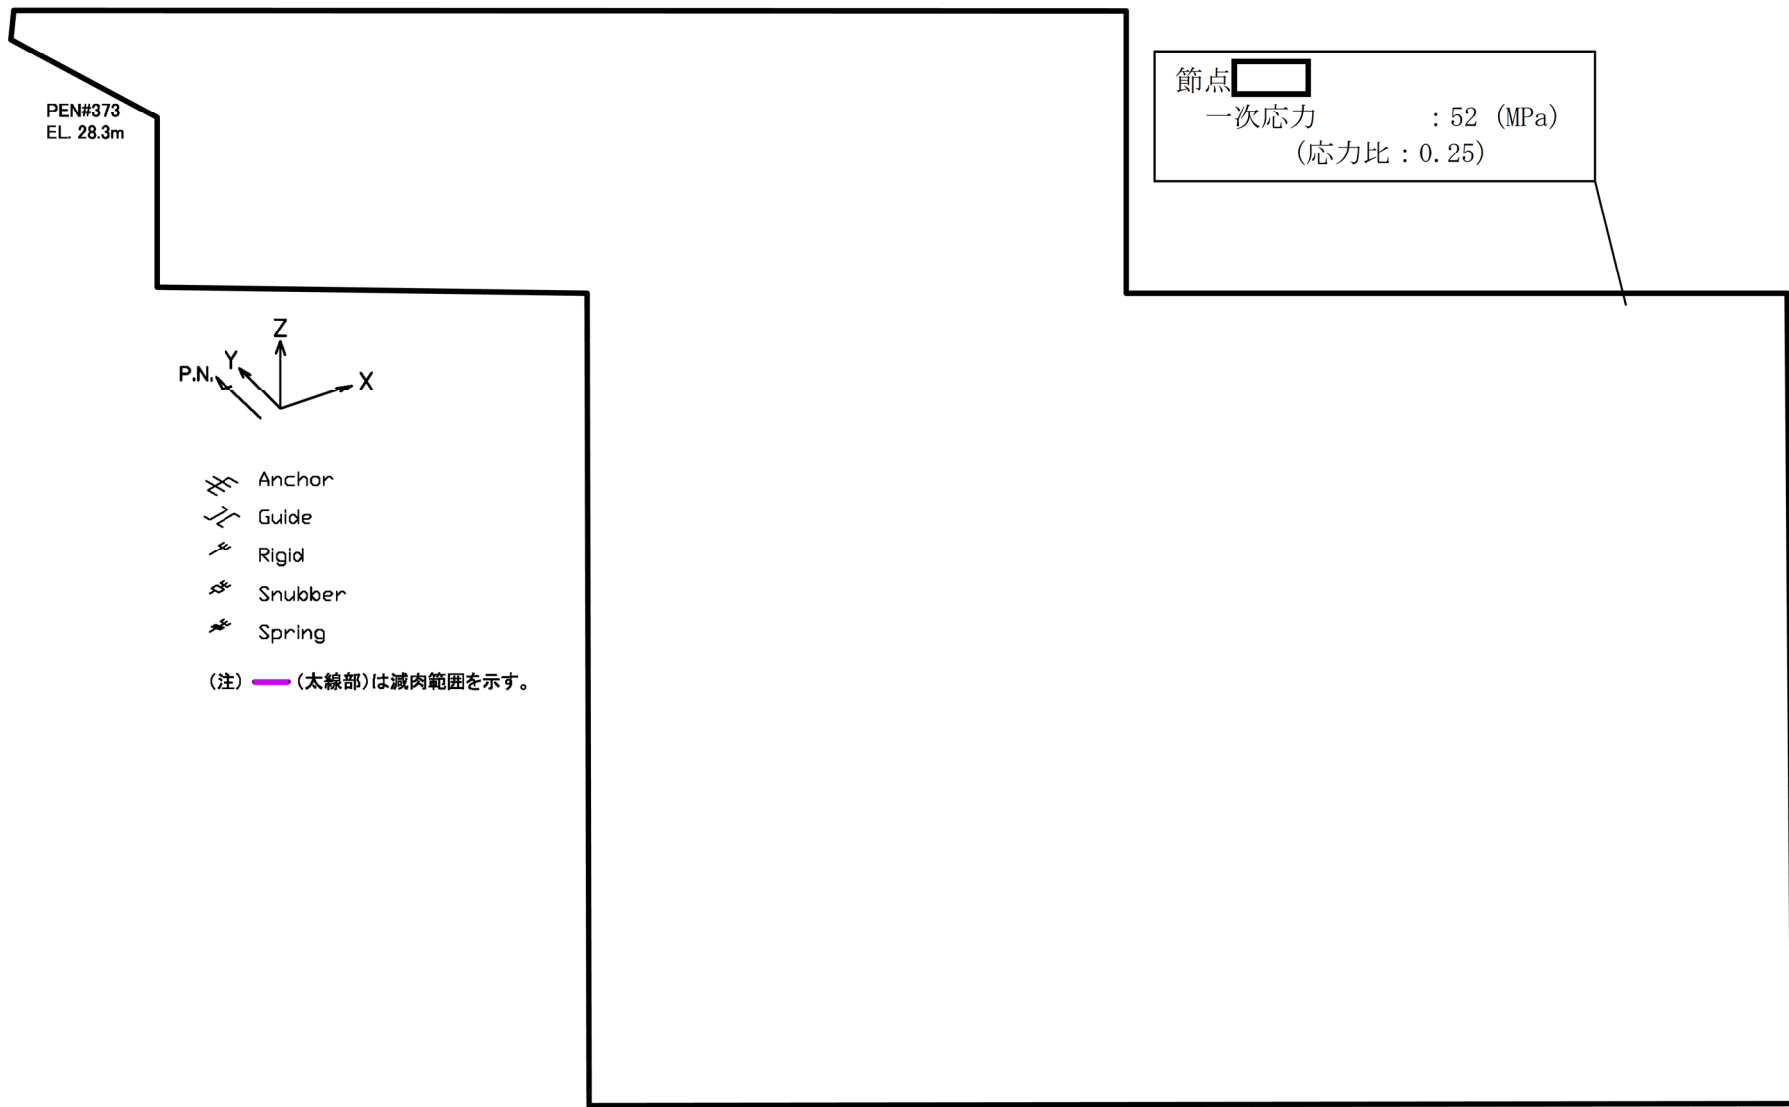 PEN#373
EL. 28.3m
節点
一次応力 : 52 (MPa)
(応力比 : 0.25)
Z
Y
P.N.
X
Anchor
Guide
Rigid
Snubber
Spring
(注) (太線部)は減肉範囲を示す。